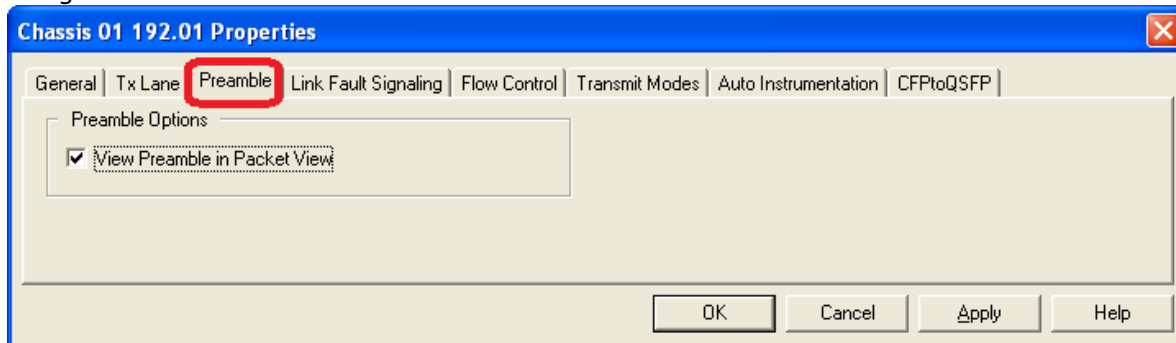 Chassis 01 192.01 Properties
General Tx Lane Preamble Link Fault Signaling Flow Control Transmit Modes Auto Instrumentation CFPtoQSFP
Preamble Options
View Preamble in Packet View
OK Cancel Apply Help